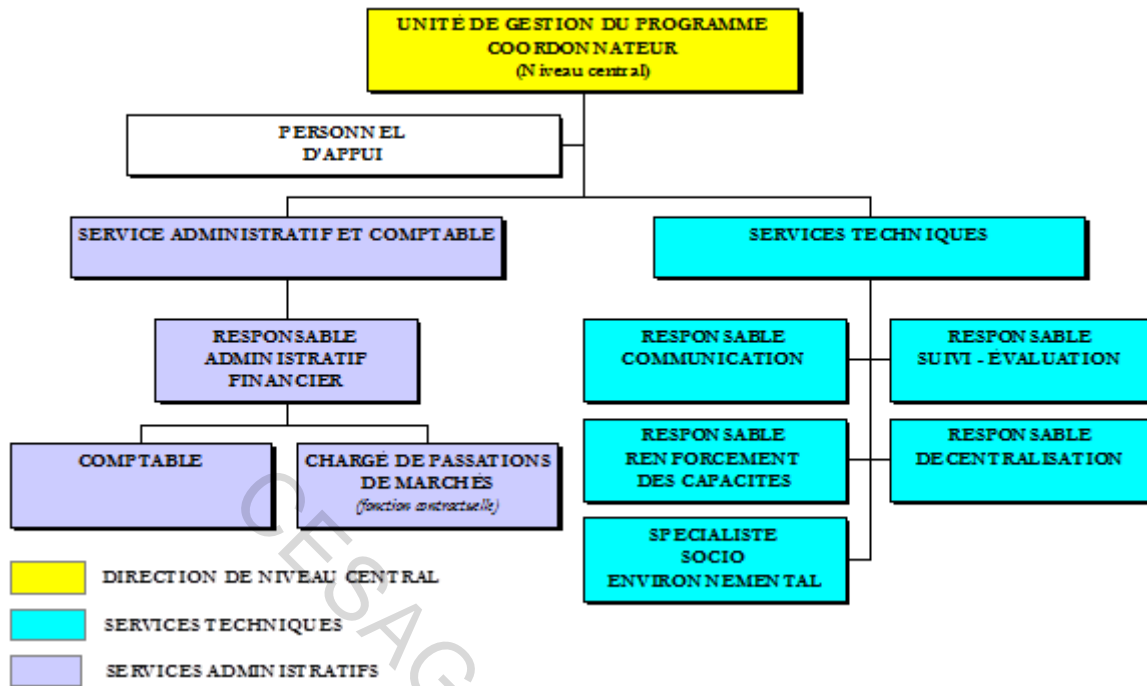 UNITÉ DE GESTION DU PROGRAMME
COORDONNATEUR
(Niveau central)
PERSONNEL
D'APPUI
SERVICE ADMINISTRATIF ET COMPTABLE
SERVICES TECHNIQUES
RESPONSABLE
ADMINISTRATIF
FINANCIER
RESPONSABLE
COMMUNICATION
RESPONSABLE
SUIVI - ÉVALUATION
COMPTABLE
CHARGÉ DE PASSATIONS
DE MARCHÉS
(fonction contractuelle)
RESPONSABLE
RENFORCEMENT
DES CAPACITES
RESPONSABLE
DECENTRALISATION
SPECIALISTE
SOCIO
ENVIRONNEMENTAL
DIRECTION DE NIVEAU CENTRAL
SERVICES TECHNIQUES
SERVICES ADMINISTRATIFS
CESAG